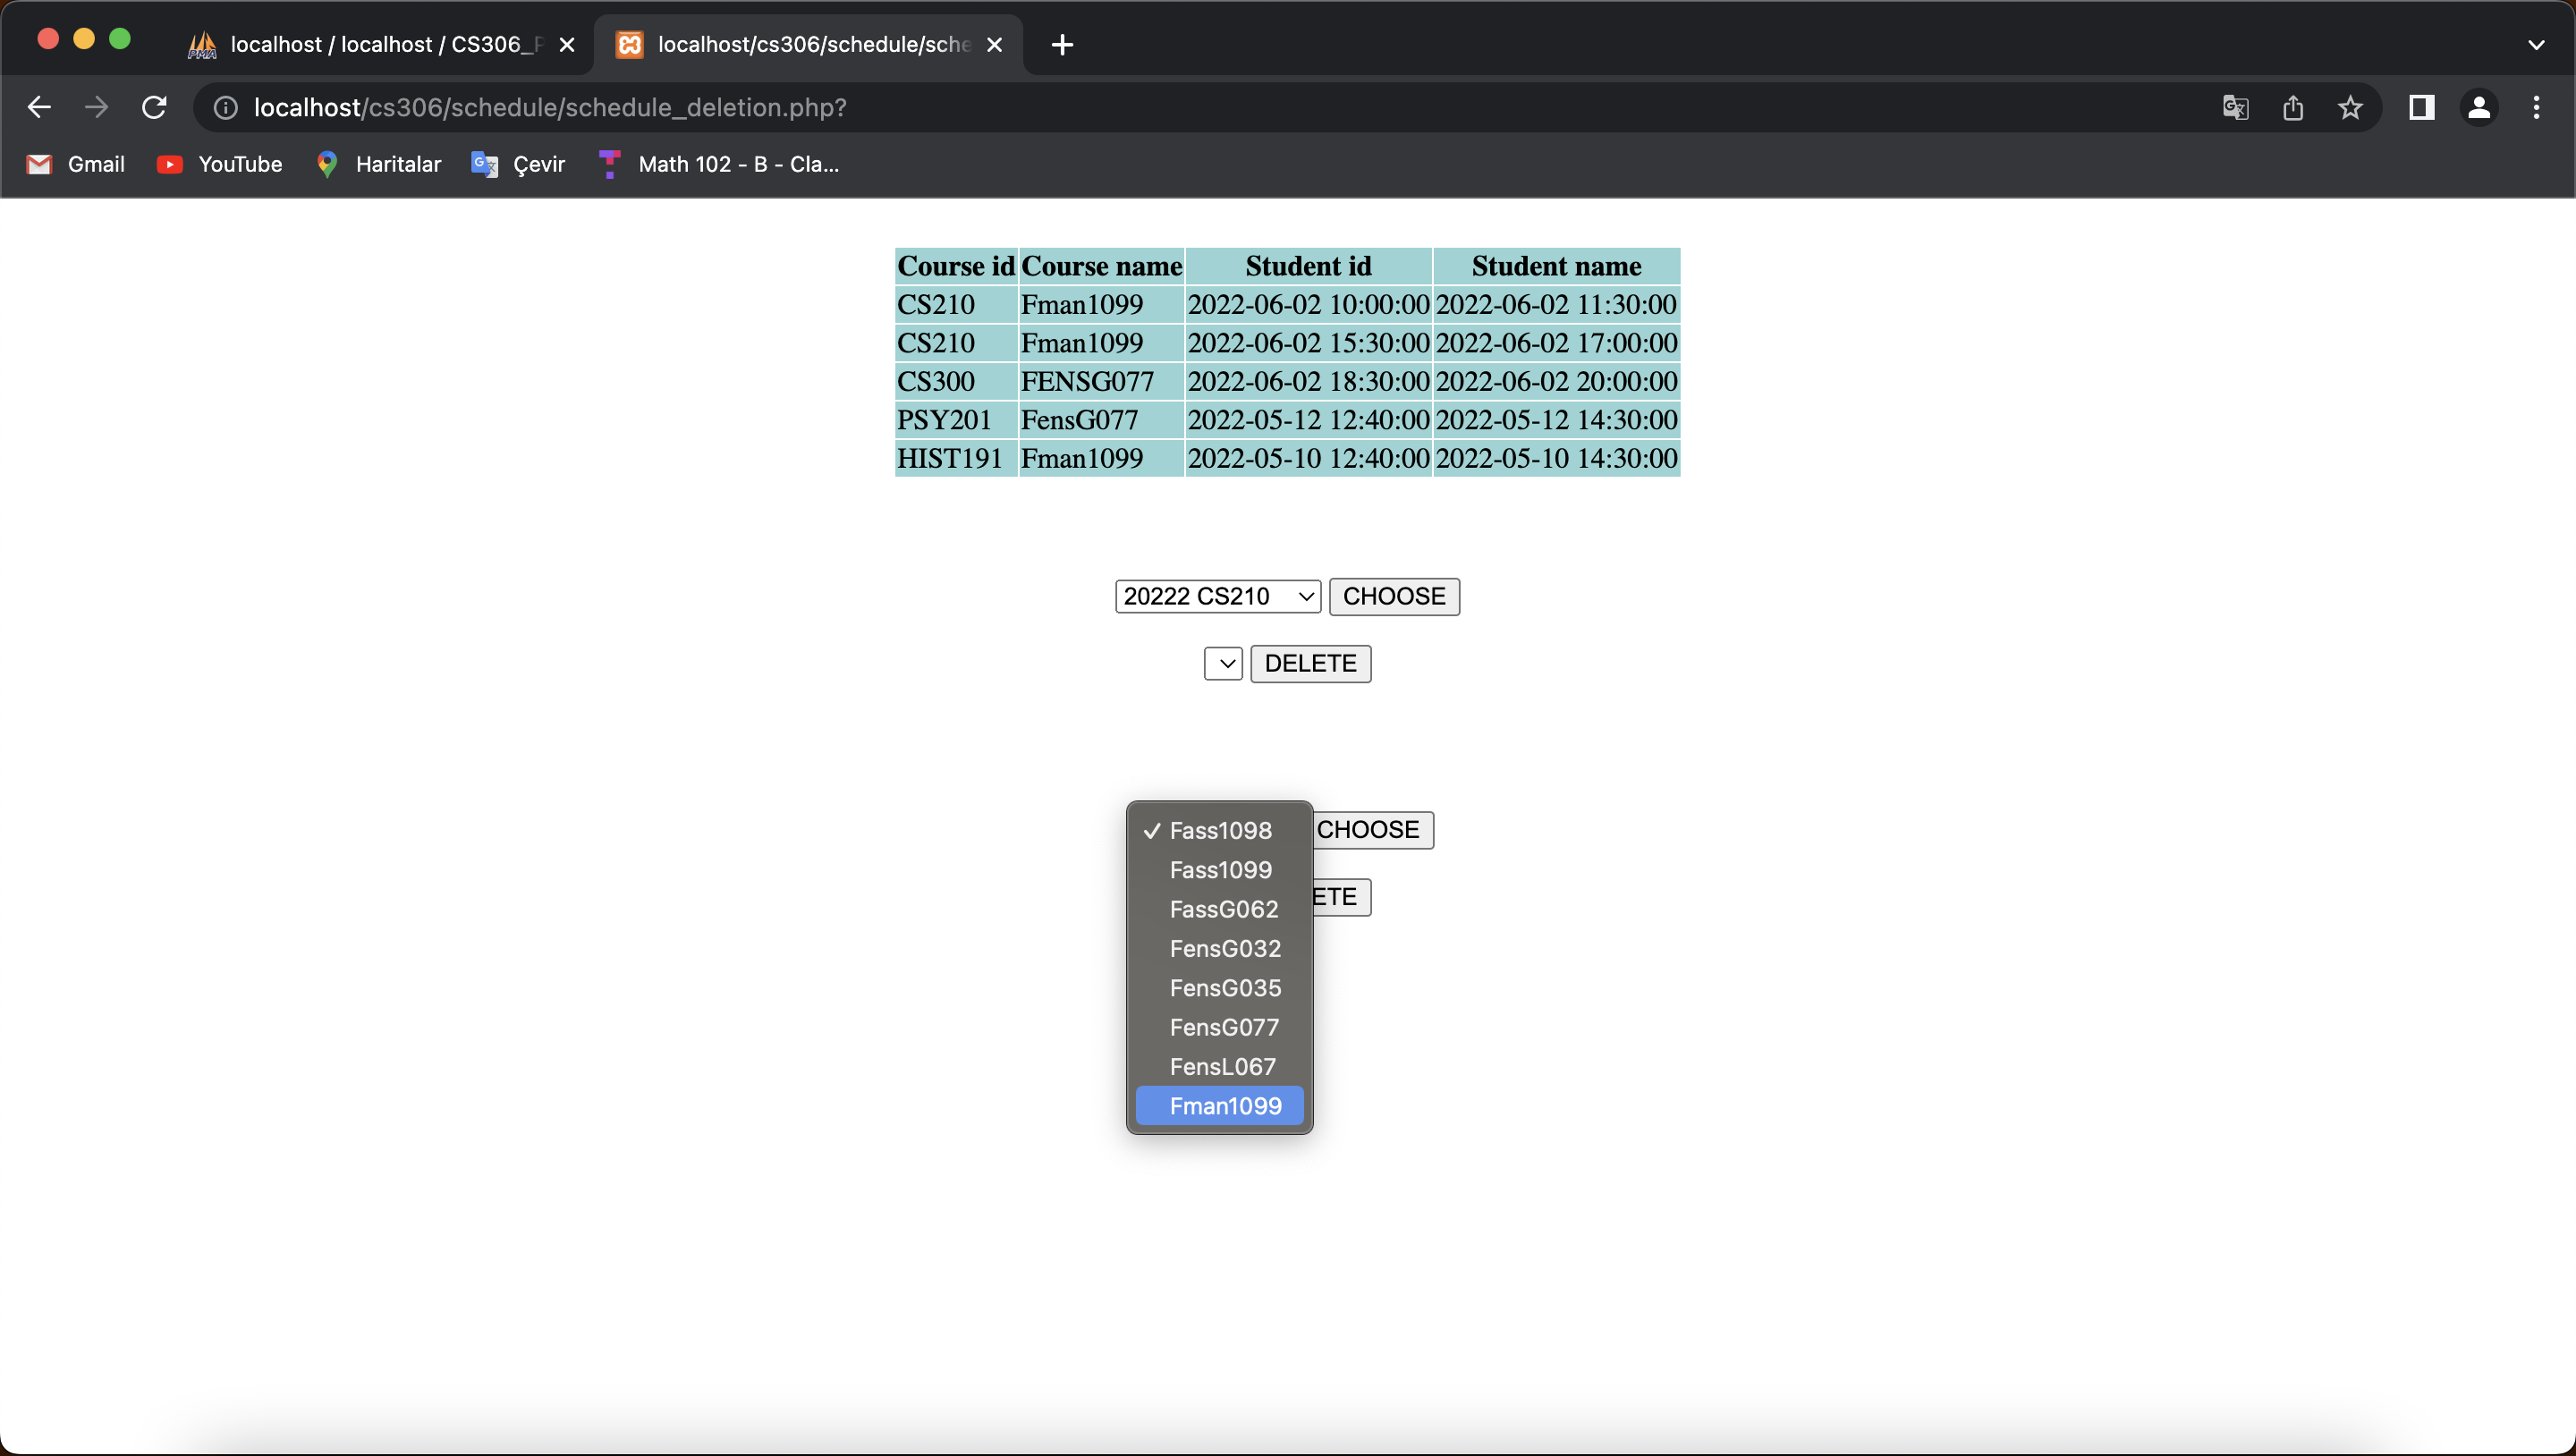 localhost / localhost / CS306_P
localhost/cs306/schedule/sche
localhost/cs306/schedule/schedule_deletion.php?
Gmail YouTube Haritalar Çevir Math 102 - B - Cla...
Course id Course name Student id Student name
CS210 Fman1099 2022-06-02 10:00:00 2022-06-02 11:30:00
CS210 Fman1099 2022-06-02 15:30:00 2022-06-02 17:00:00
CS300 FENSG077 2022-06-02 18:30:00 2022-06-02 20:00:00
PSY201 FensG077 2022-05-12 12:40:00 2022-05-12 14:30:00
HIST191 Fman1099 2022-05-10 12:40:00 2022-05-10 14:30:00
20222 CS210 CHOOSE
DELETE
Fass1098 CHOOSE
Fass1099
ETE
FassG062
FensG032
FensG035
FensG077
FensL067
Fman1099